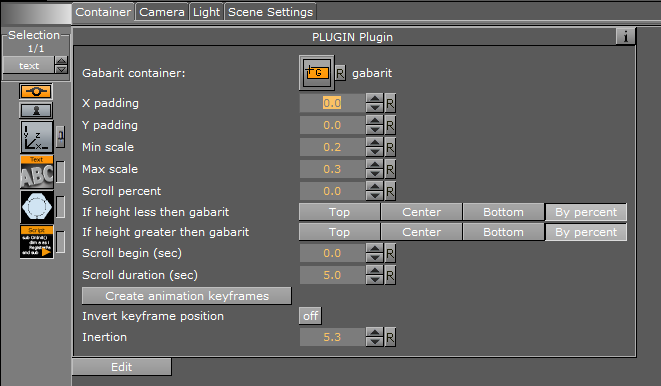 Container Camera Light Scene Settings
Selection
1/1
text
PLUGIN Plugin i
Gabarit container: G R gabarit
X padding 0.0 R
Y padding 0.0 R
Min scale 0.2 R
Max scale 0.3 R
Scroll percent 0.0 R
If height less then gabarit Top Center Bottom By percent
If height greater then gabarit Top Center Bottom By percent
Scroll begin (sec) 0.0 R
Scroll duration (sec) 5.0 R
Create animation keyframes
Invert keyframe position off
Inertion 5.3 R
Edit
y z x
Text
ABC
Script
sub OnInit()
dim a as i
and sub